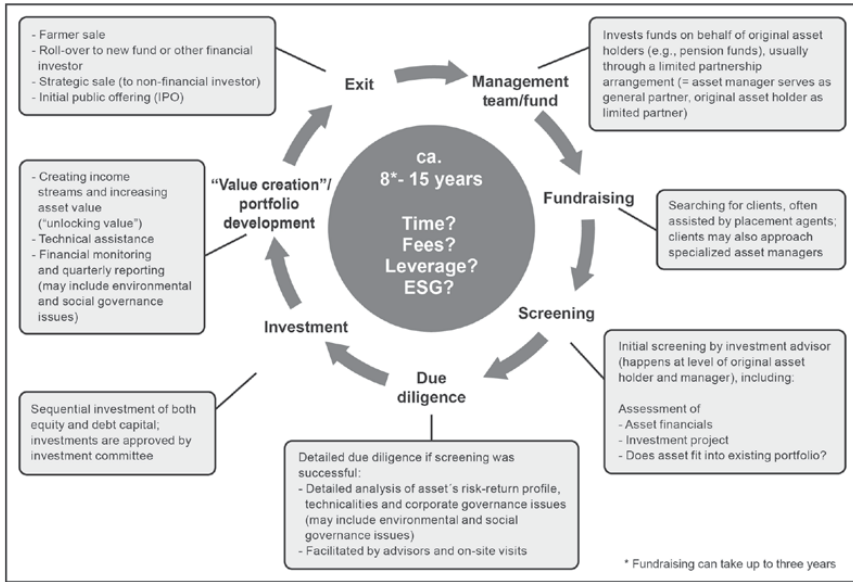 - Farmer sale
- Roll-over to new fund or other financial
investor
- Strategic sale (to non-financial investor)
- Initial public offering (IPO)
Exit
Management
team/fund
Invests funds on behalf of original asset
holders (e.g., pension funds), usually
through a limited partnership
arrangement (= asset manager serves as
general partner, original asset holder as
limited partner)
ca.
8*- 15 years
Time?
Fees?
Leverage?
ESG?
- Creating income
streams and increasing
asset value
("unlocking value")
- Technical assistance
- Financial monitoring
and quarterly reporting
(may include environmental
and social governance
issues)
"Value creation"/
portfolio
development
Fundraising
Searching for clients, often
assisted by placement agents;
clients may also approach
specialized asset managers
Investment
Screening
Due
diligence
Initial screening by investment advisor
(happens at level of original asset
holder and manager), including:
Assessment of
- Asset financials
- Investment project
- Does asset fit into existing portfolio?
Sequential investment of both
equity and debt capital;
investments are approved by
investment committee
Detailed due diligence if screening was
successful:
- Detailed analysis of asset´s risk-return profile,
technicalities and corporate governance issues
(may include environmental and social
governance issues)
- Facilitated by advisors and on-site visits
* Fundraising can take up to three years